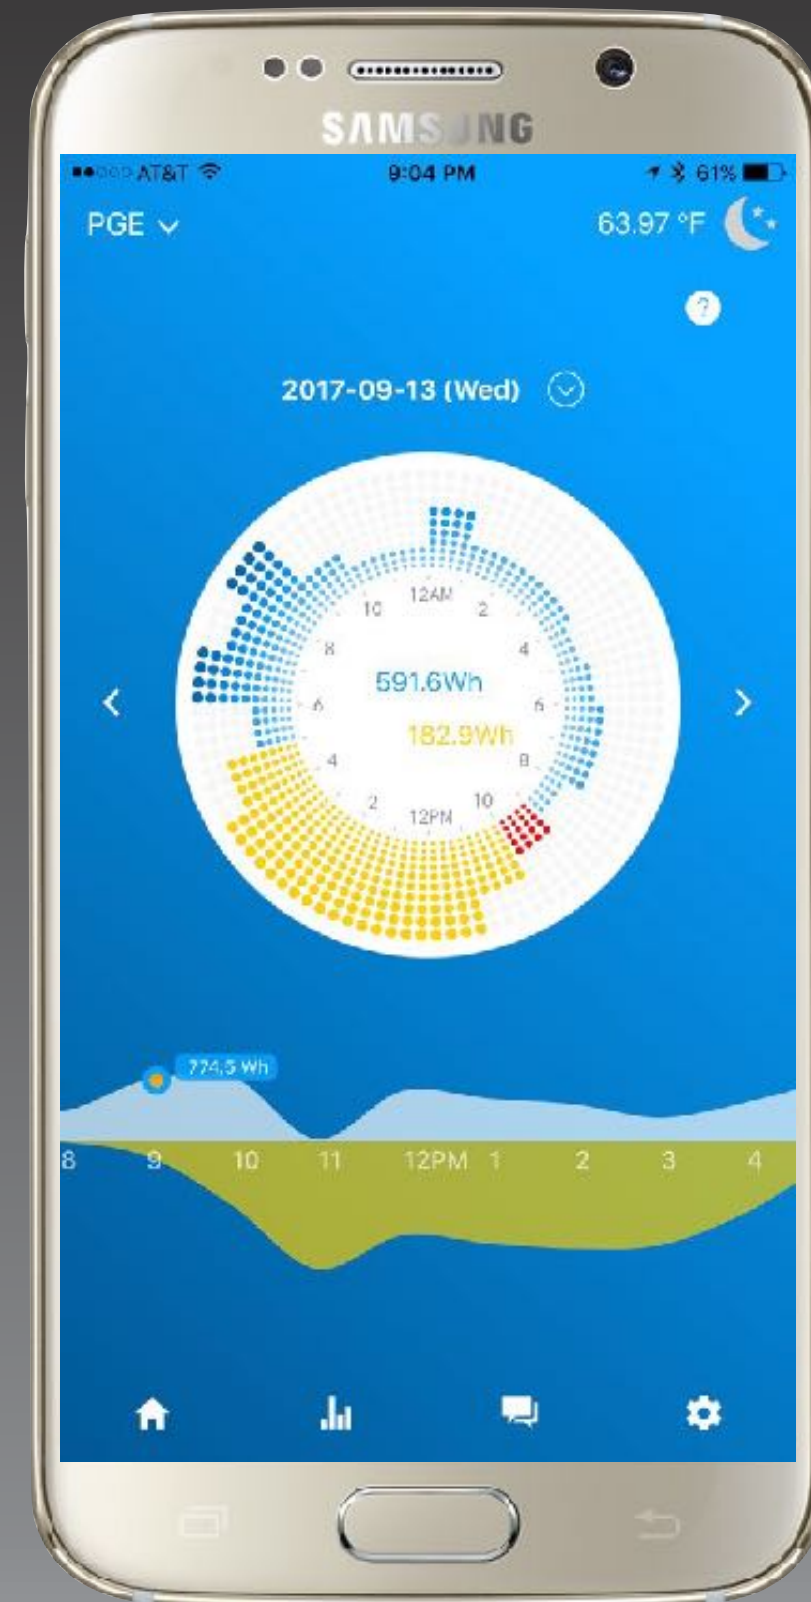 SAMSUNG
AT&T 9:04 PM 61%
PGE 63.97 °F
?
2017-09-13 (Wed)
12AM
10 2
8 4
591.6Wh
6 6
182.9Wh
4 8
2 10
12PM
774.5 Wh
8 9 10 11 12PM 1 2 3 4